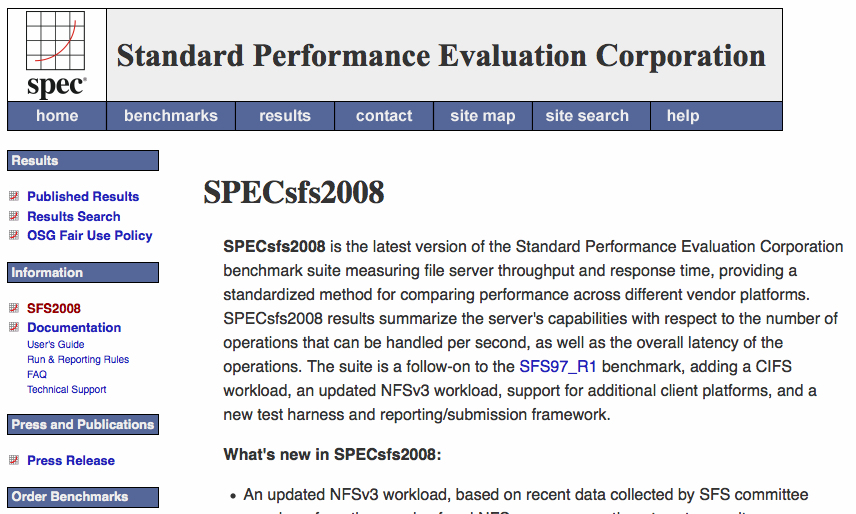 spec®
Standard Performance Evaluation Corporation
home
benchmarks
results
contact
site map
site search
help
Results
Published Results
Results Search
OSG Fair Use Policy
Information
SFS2008
Documentation
User's Guide
Run & Reporting Rules
FAQ
Technical Support
Press and Publications
Press Release
Order Benchmarks
SPECsfs2008
SPECsfs2008 is the latest version of the Standard Performance Evaluation Corporation
benchmark suite measuring file server throughput and response time, providing a
standardized method for comparing performance across different vendor platforms.
SPECsfs2008 results summarize the server's capabilities with respect to the number of
operations that can be handled per second, as well as the overall latency of the
operations. The suite is a follow-on to the SFS97_R1 benchmark, adding a CIFS
workload, an updated NFSv3 workload, support for additional client platforms, and a
new test harness and reporting/submission framework.
What's new in SPECsfs2008:
• An updated NFSv3 workload, based on recent data collected by SFS committee